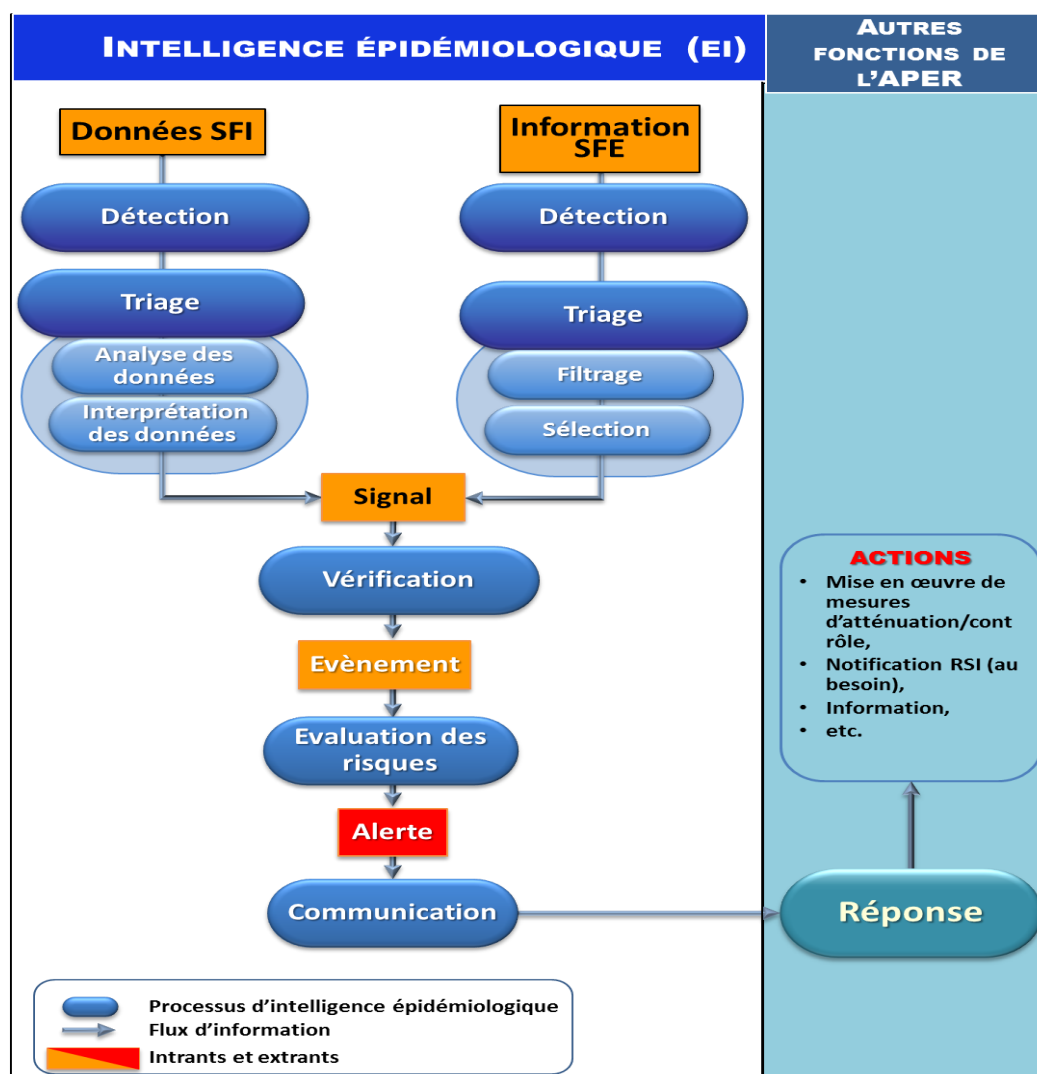 INTELLIGENCE ÉPIDÉMIOLOGIQUE (EI)
AUTRES
FONCTIONS DE
L'APER
Données SFI
Information
SFE
Détection
Détection
Triage
Triage
Analyse des
données
Interprétation
des données
Filtrage
Sélection
Signal
Vérification
Evènement
Evaluation des
risques
Alerte
Communication
ACTIONS
• Mise en œuvre de
mesures
d'atténuation/cont
rôle,
• Notification RSI (au
besoin),
• Information,
• etc.
Réponse
Processus d'intelligence épidémiologique
Flux d'information
Intrants et extrants